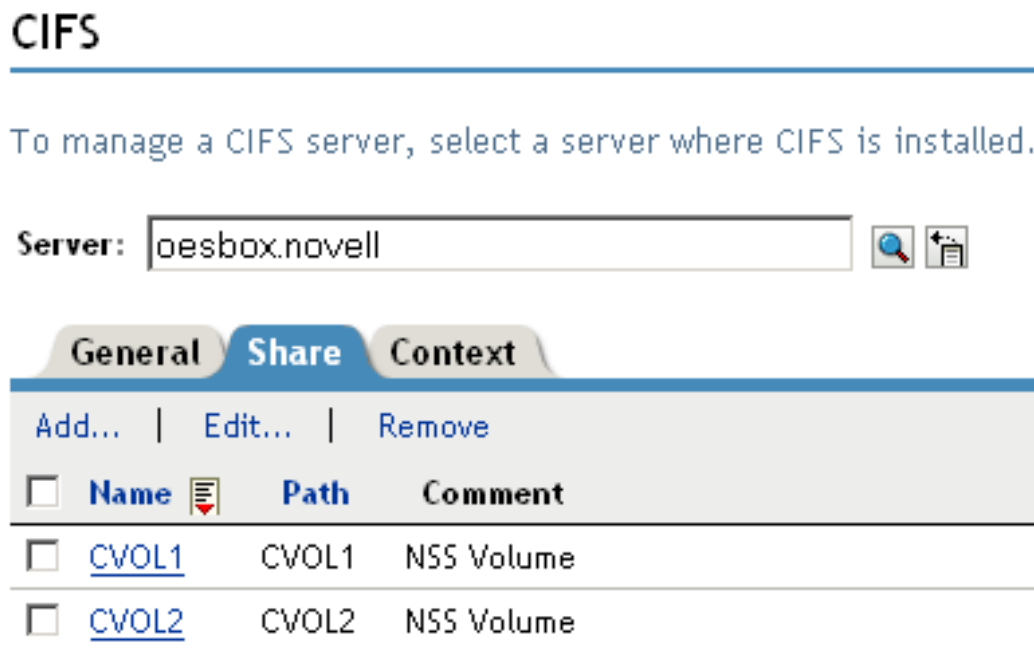 CIFS
To manage a CIFS server, select a server where CIFS is installed.
Server: oesbox.novell
General Share Context
Add... | Edit... | Remove
Name Path Comment
CVOL1 CVOL1 NSS Volume
CVOL2 CVOL2 NSS Volume